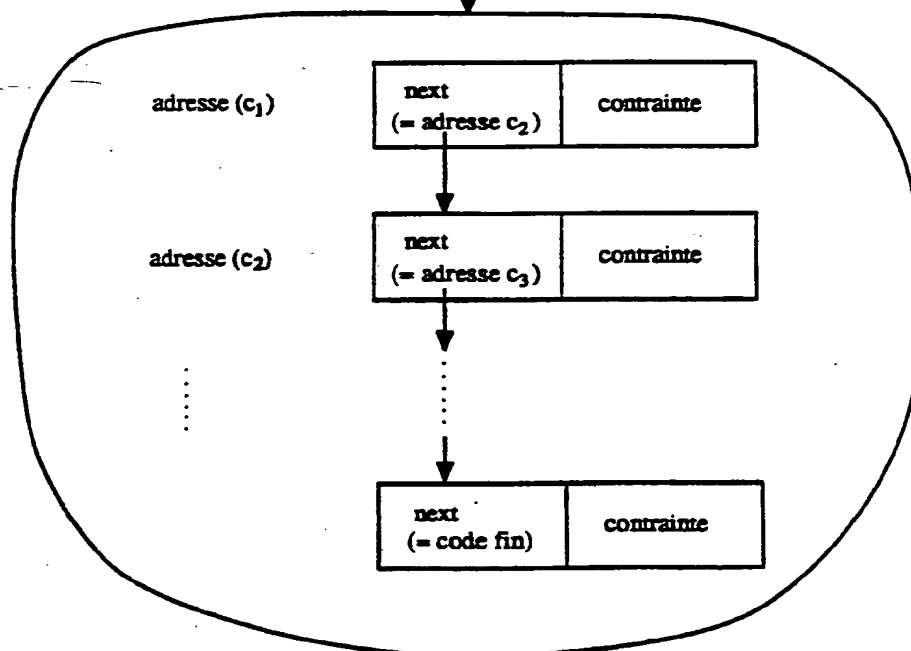 next
adresse (c₁) contrainte
(= adresse c₂)
next
adresse (c₂) contrainte
(= adresse c₃)
next
contrainte
(= code fin)